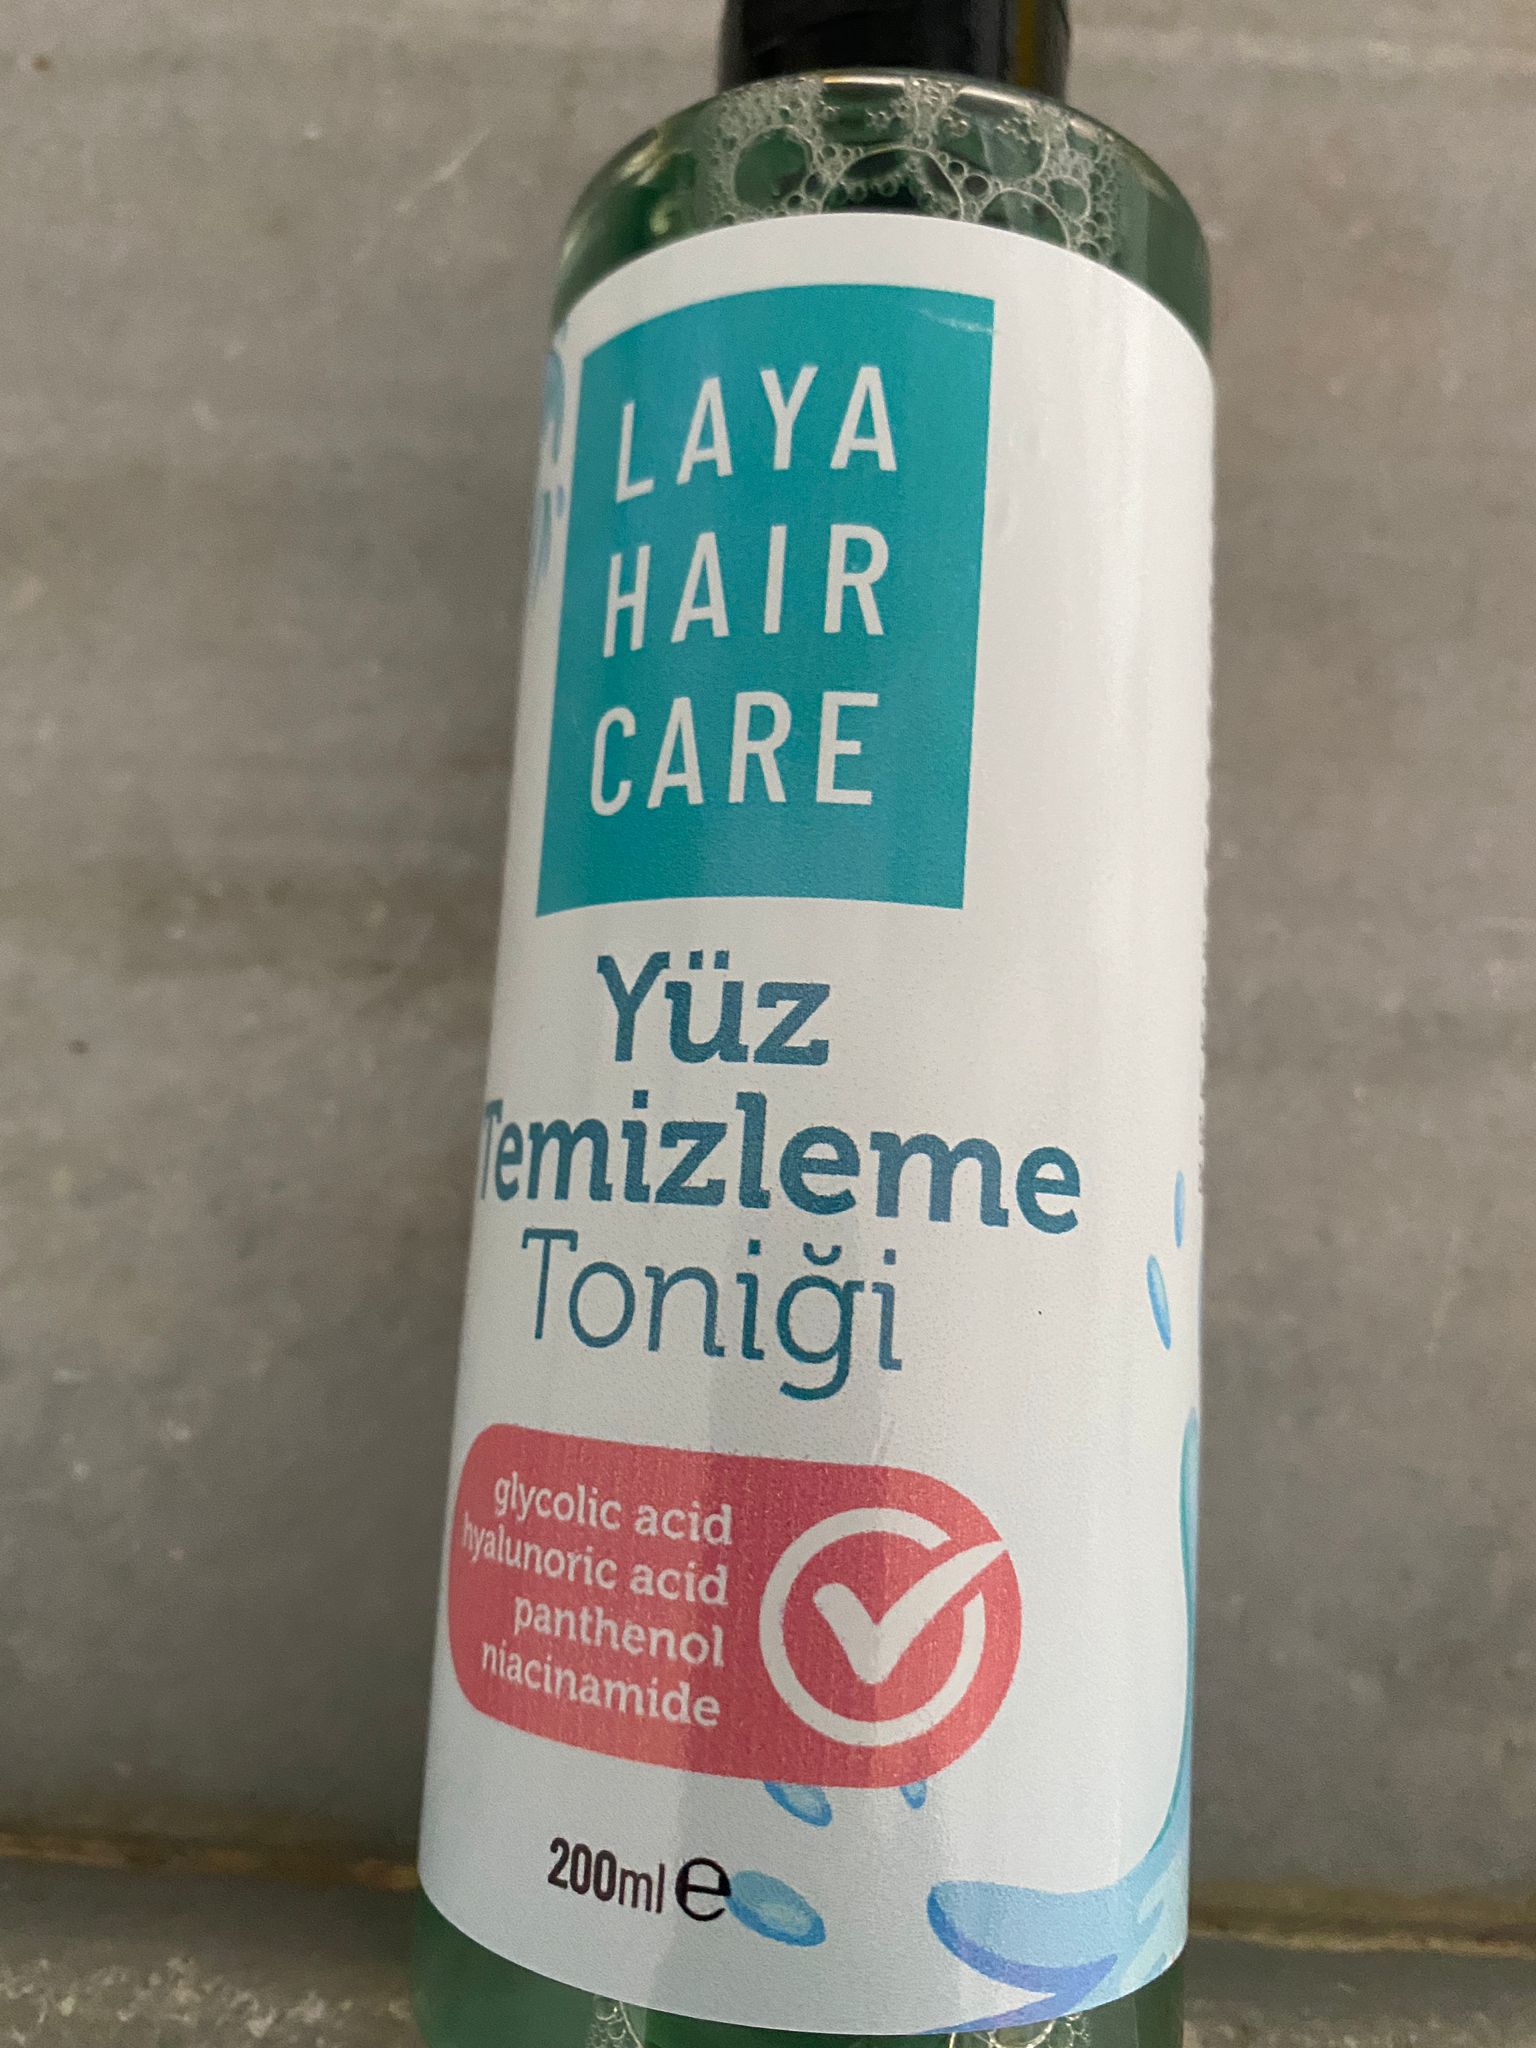 LAYA
HAIR
CARE
Yüz
Temizleme
Toniği
glycolic acid
hyalunoric acid
panthenol
niacinamide
200ml e